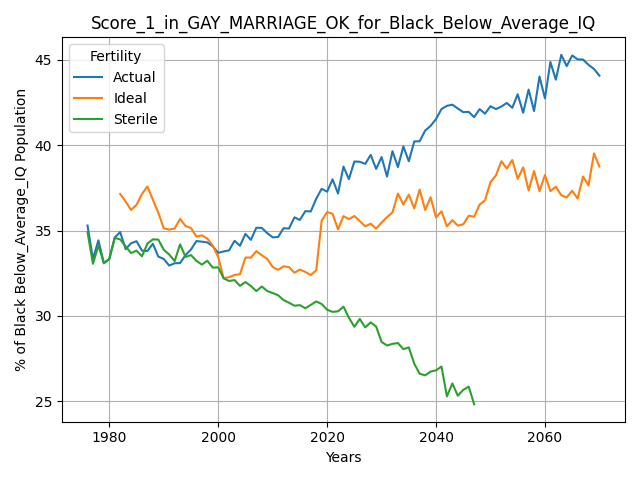 Score_1_in_GAY_MARRIAGE_OK_for_Black_Below_Average_IQ
Fertility
Actual
Ideal
Sterile
% of Black Below_Average_IQ Population
45
40
35
30
25
1980
2000
2020
2040
2060
Years